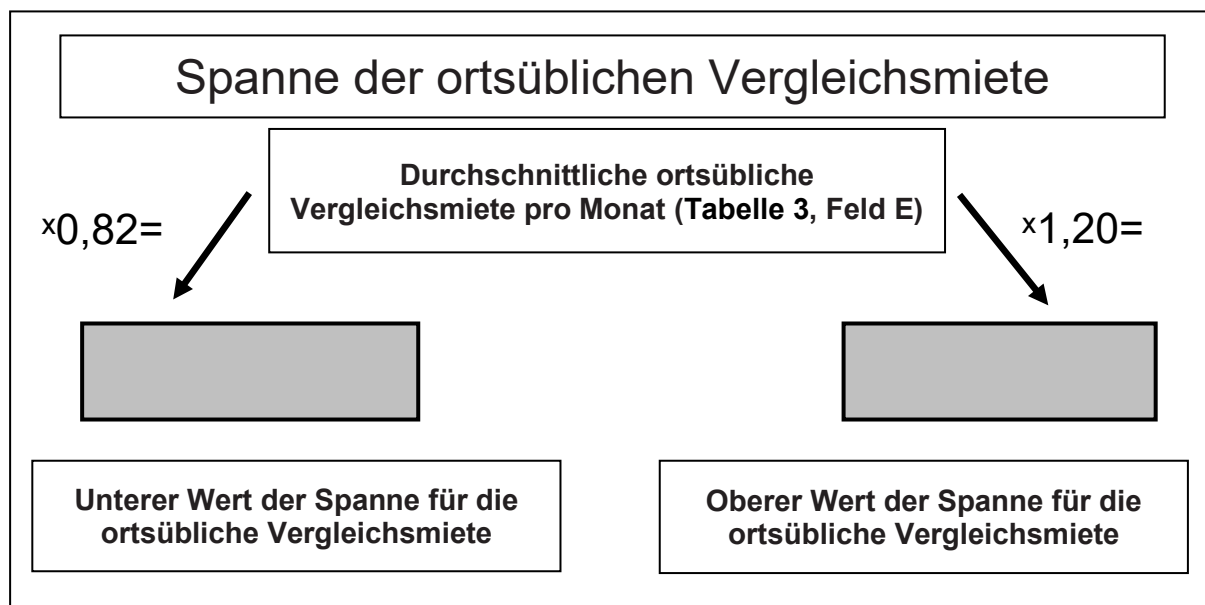 Spanne der ortsüblichen Vergleichsmiete
Durchschnittliche ortsübliche
Vergleichsmiete pro Monat (Tabelle 3, Feld E)
x0,82=
x1,20=
Unterer Wert der Spanne für die
ortsübliche Vergleichsmiete
Oberer Wert der Spanne für die
ortsübliche Vergleichsmiete